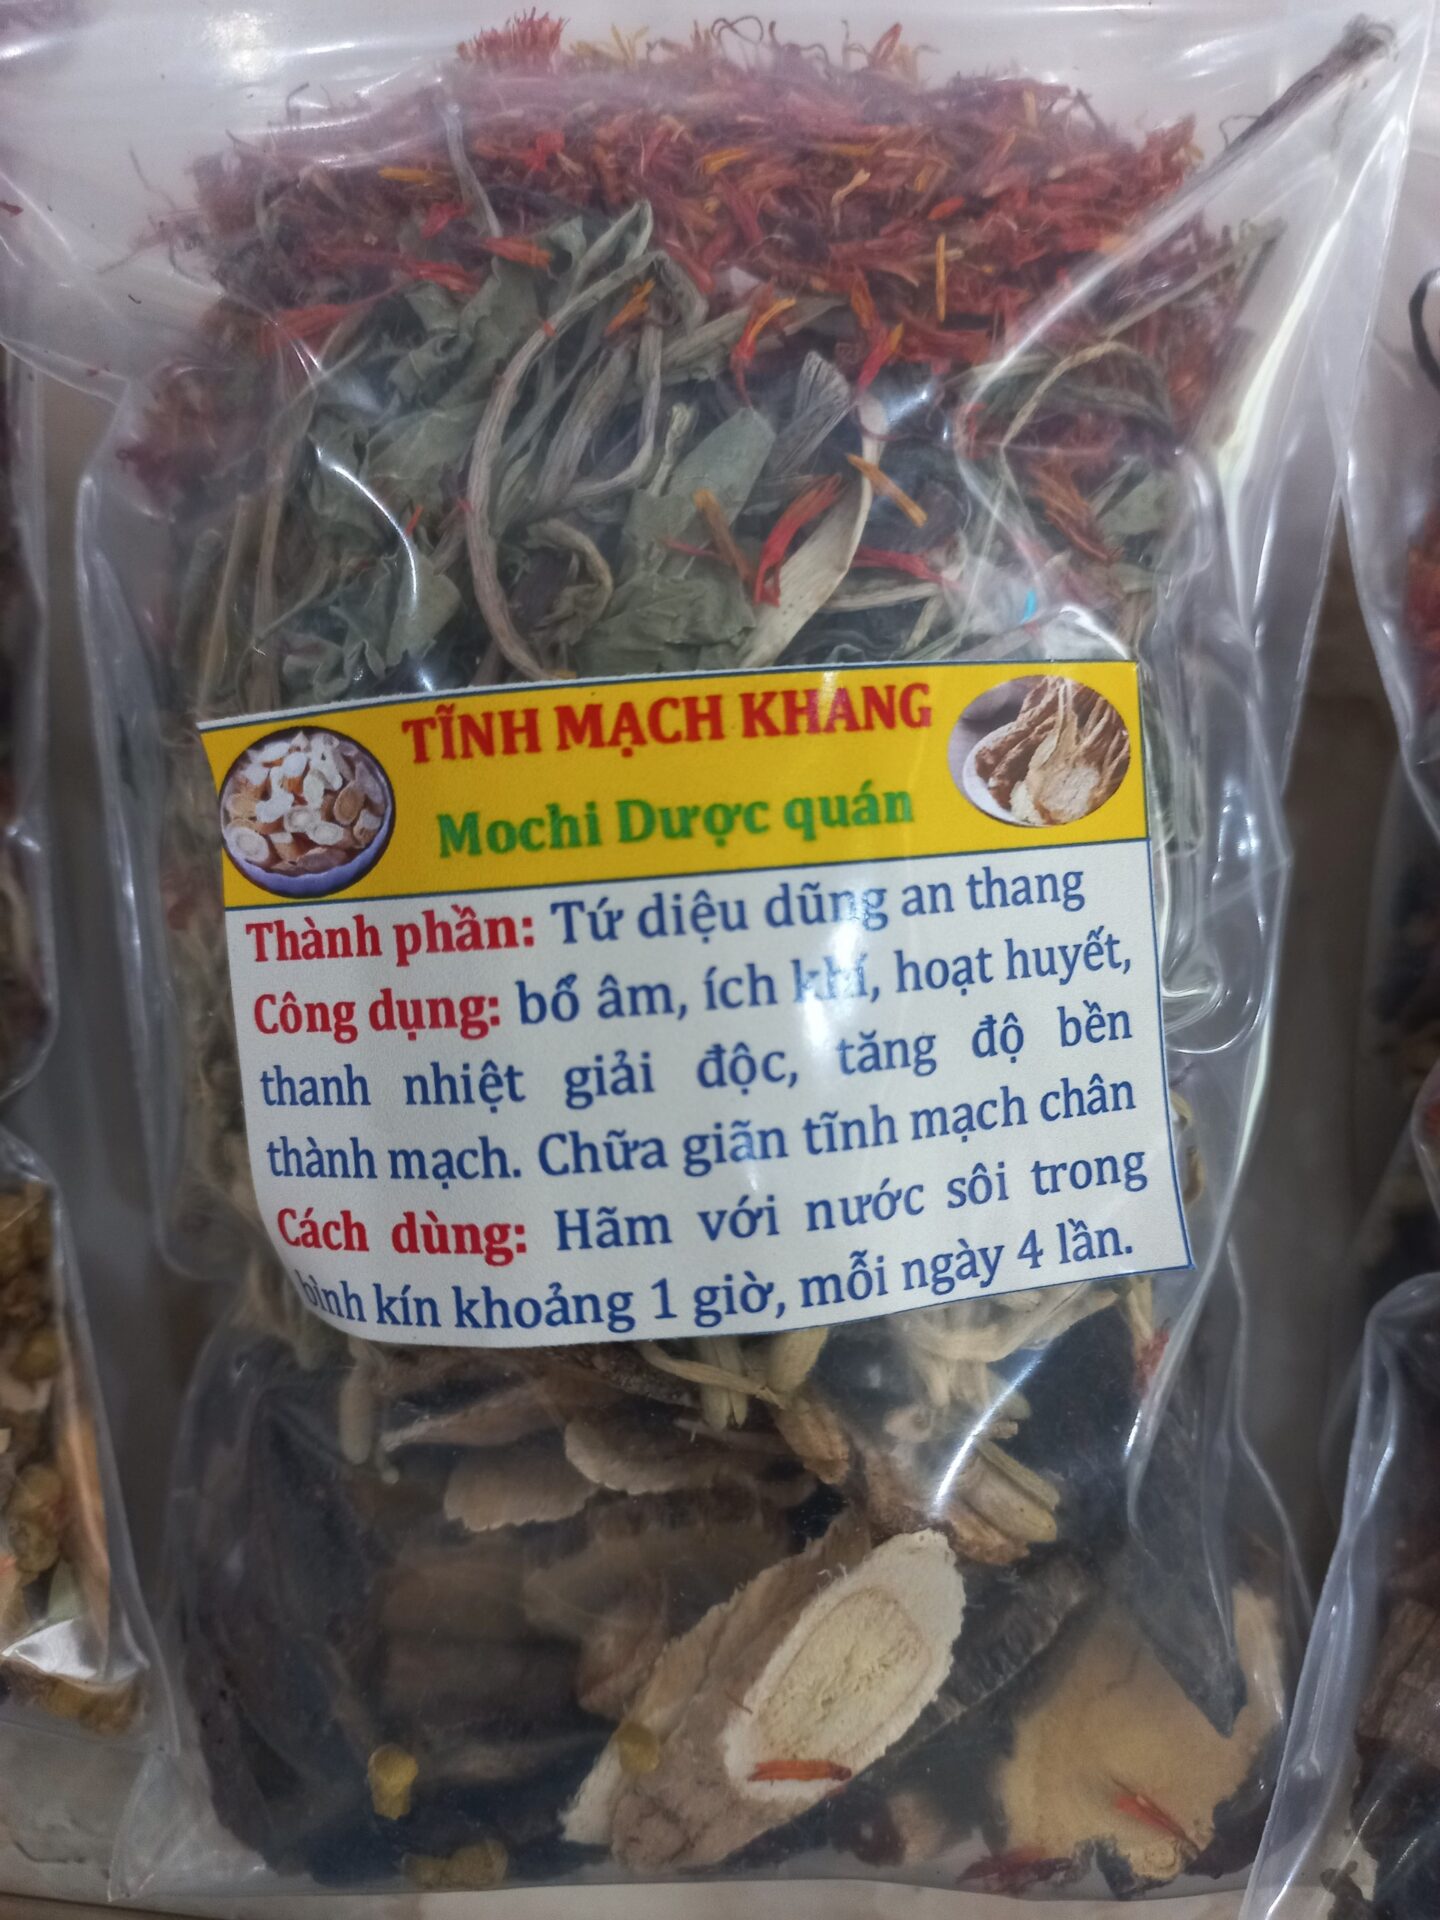 TĨNH MẠCH KHANG
Mochi Dược quán
Thành phần: Tứ diệu dũng an thang
Công dụng: bổ âm, ích khí, hoạt huyết,
thanh nhiệt giải độc, tăng độ bền
thành mạch. Chữa giãn tĩnh mạch chân
Cách dùng: Hãm với nước sôi trong
bình kín khoảng 1 giờ, mỗi ngày 4 lần.